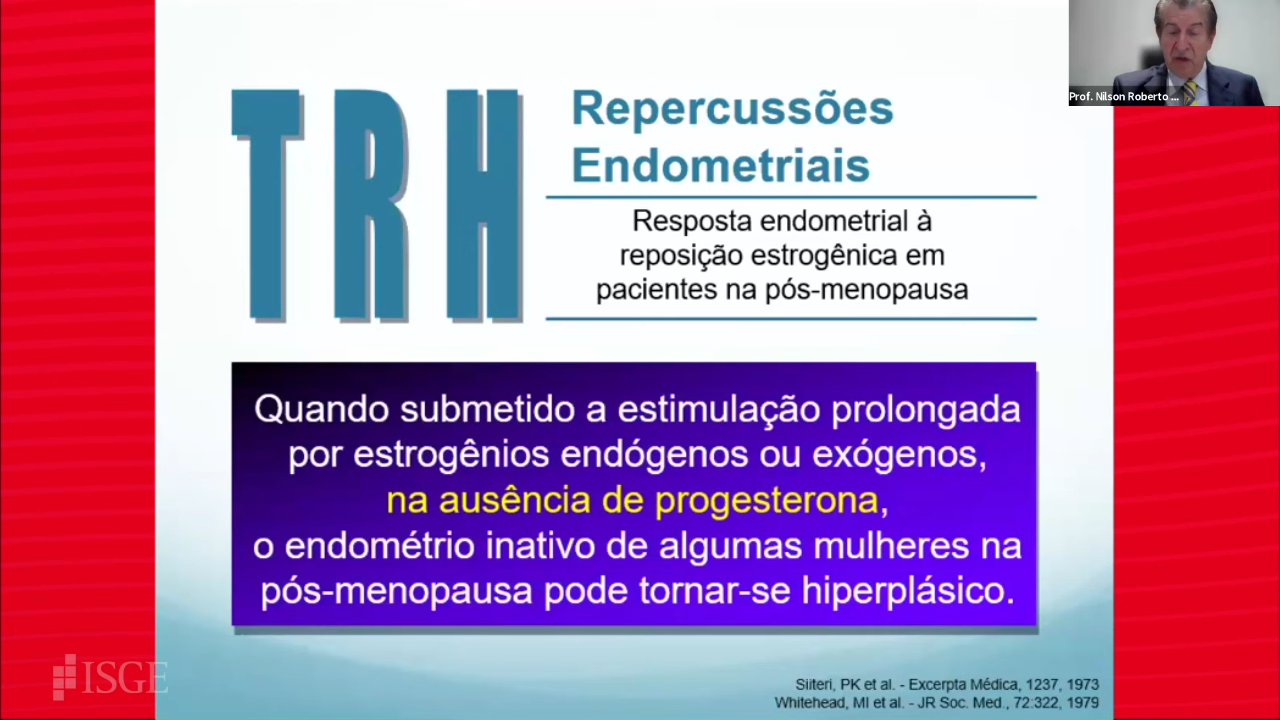 Prof. Nilson Roberto ...
TRH
Repercussões
Endometriais
Resposta endometrial à
reposição estrogênica em
pacientes na pós-menopausa
Quando submetido a estimulação prolongada
por estrogênios endógenos ou exógenos,
na ausência de progesterona,
o endométrio inativo de algumas mulheres na
pós-menopausa pode tornar-se hiperplásico.
ISGE
Siiteri, PK et al. - Excerpta Médica, 1237, 1973
Whitehead, MI et al. - JR Soc. Med., 72:322, 1979